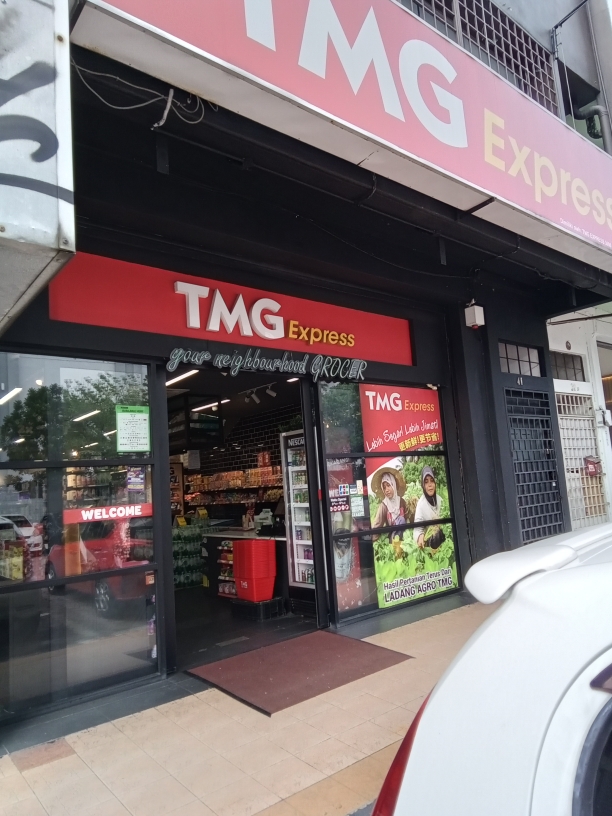 TMG
Express
TMG Express
your neighbourhood GROCER
TMG Express
Lebih Segar! Lebih Jimat!
更新鲜!更节省!
WELCOME
NESCAFÉ
Hasil Pertanian Terus Dari
LADANG AGRO TMG